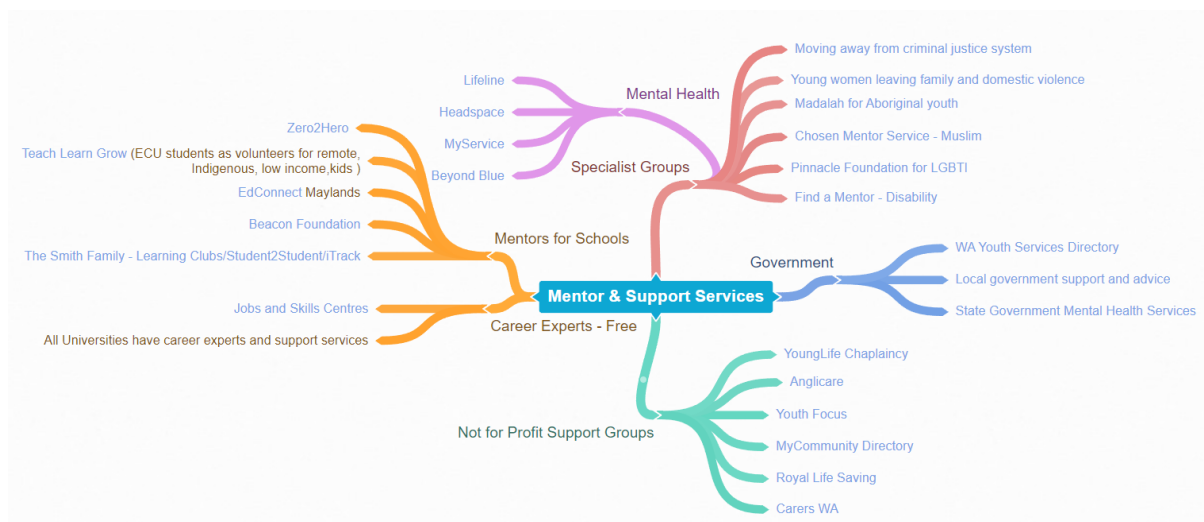 Mentor & Support Services
Specialist Groups
Moving away from criminal justice system
Young women leaving family and domestic violence
Madalah for Aboriginal youth
Chosen Mentor Service - Muslim
Pinnacle Foundation for LGBTI
Find a Mentor - Disability
Mental Health
Lifeline
Headspace
MyService
Beyond Blue
Government
WA Youth Services Directory
Local government support and advice
State Government Mental Health Services
Not for Profit Support Groups
YoungLife Chaplaincy
Anglicare
Youth Focus
MyCommunity Directory
Royal Life Saving
Carers WA
Mentors for Schools
Zero2Hero
Teach Learn Grow (ECU students as volunteers for remote,
Indigenous, low income,kids )
EdConnect Maylands
Beacon Foundation
The Smith Family - Learning Clubs/Student2Student/iTrack
Career Experts - Free
Jobs and Skills Centres
All Universities have career experts and support services